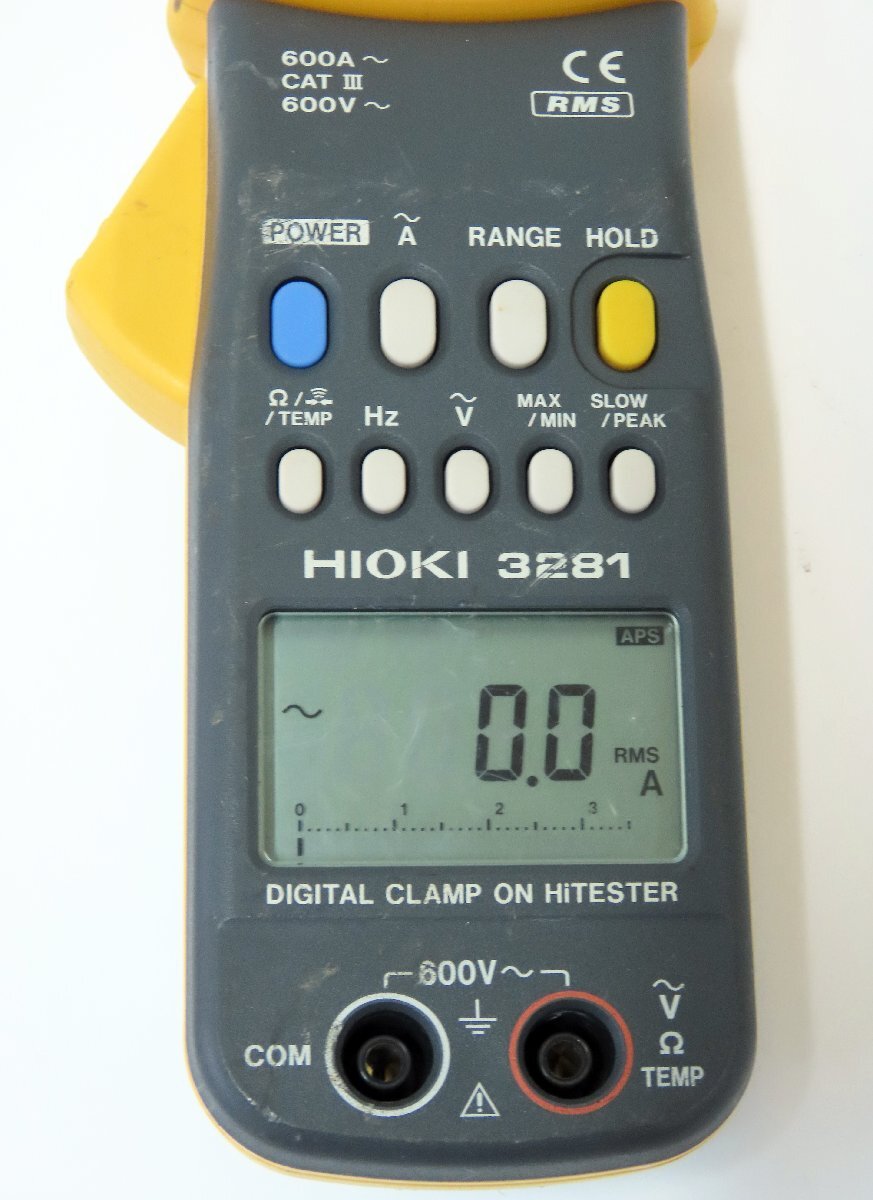 600A ~
CAT III
600V ~
CE
RMS
POWER
~
A
RANGE
HOLD
Ω /
/ TEMP
Hz
~
V
MAX
/ MIN
SLOW
/ PEAK
HIOKI 3281
APS
~
0.0
RMS
A
0 1 2 3
DIGITAL CLAMP ON HiTESTER
600V ~
COM
~
V
Ω
TEMP